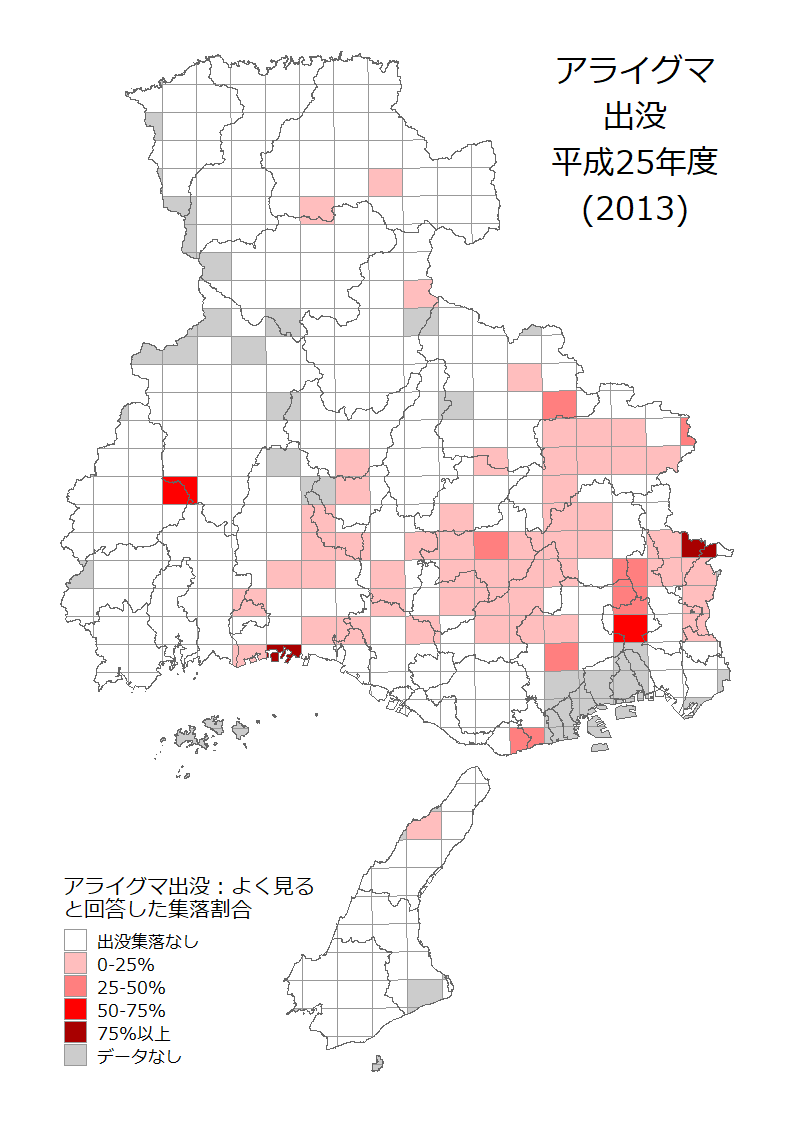 アライグマ
出没
平成25年度
(2013)
アライグマ出没：よく見る
と回答した集落割合
出没集落なし
0-25%
25-50%
50-75%
75%以上
データなし